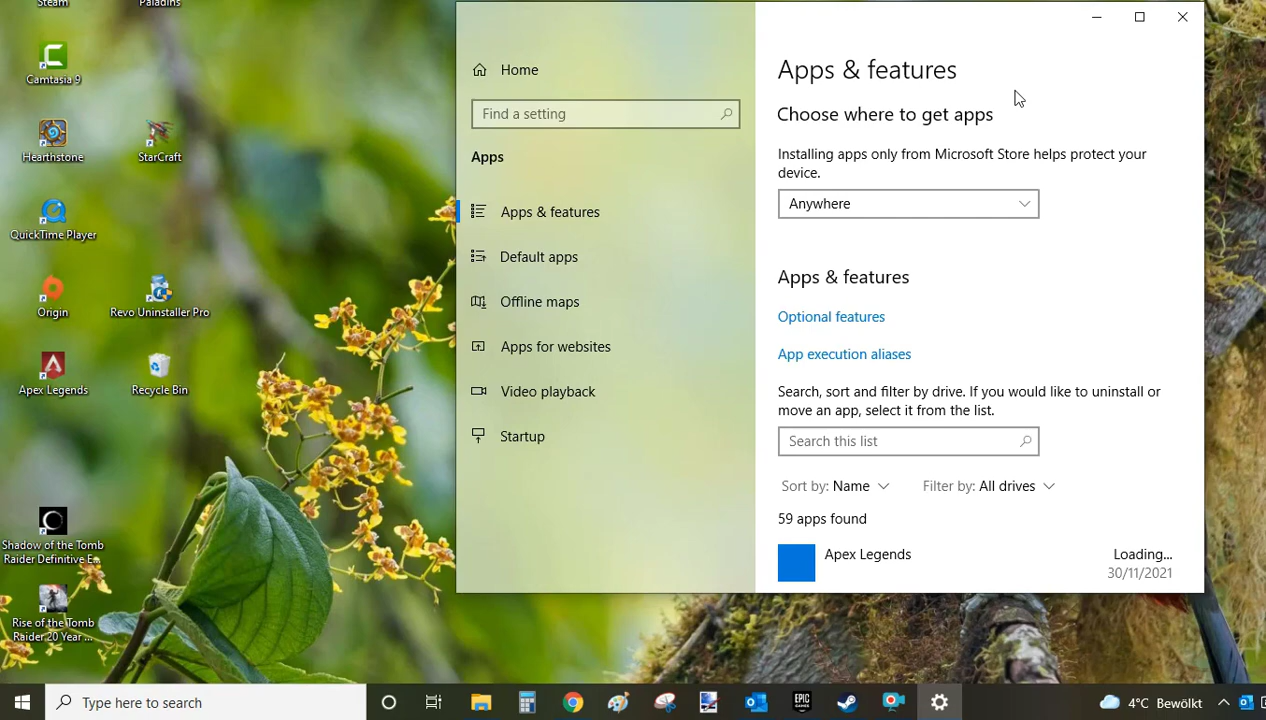 Steam
Paladins
Camtasia 9
Hearthstone
StarCraft
QuickTime Player
Origin
Revo Uninstaller Pro
Apex Legends
Recycle Bin
Shadow of the Tomb
Raider Definitive E...
Rise of the Tomb
Raider 20 Year ...
Home
Find a setting
Apps
Apps & features
Default apps
Offline maps
Apps for websites
Video playback
Startup
Apps & features
Choose where to get apps
Installing apps only from Microsoft Store helps protect your
device.
Anywhere
Apps & features
Optional features
App execution aliases
Search, sort and filter by drive. If you would like to uninstall or
move an app, select it from the list.
Search this list
Sort by: Name
Filter by: All drives
59 apps found
Apex Legends
Loading...
30/11/2021
Type here to search
EPIC
GAMES
4°C Bewölkt